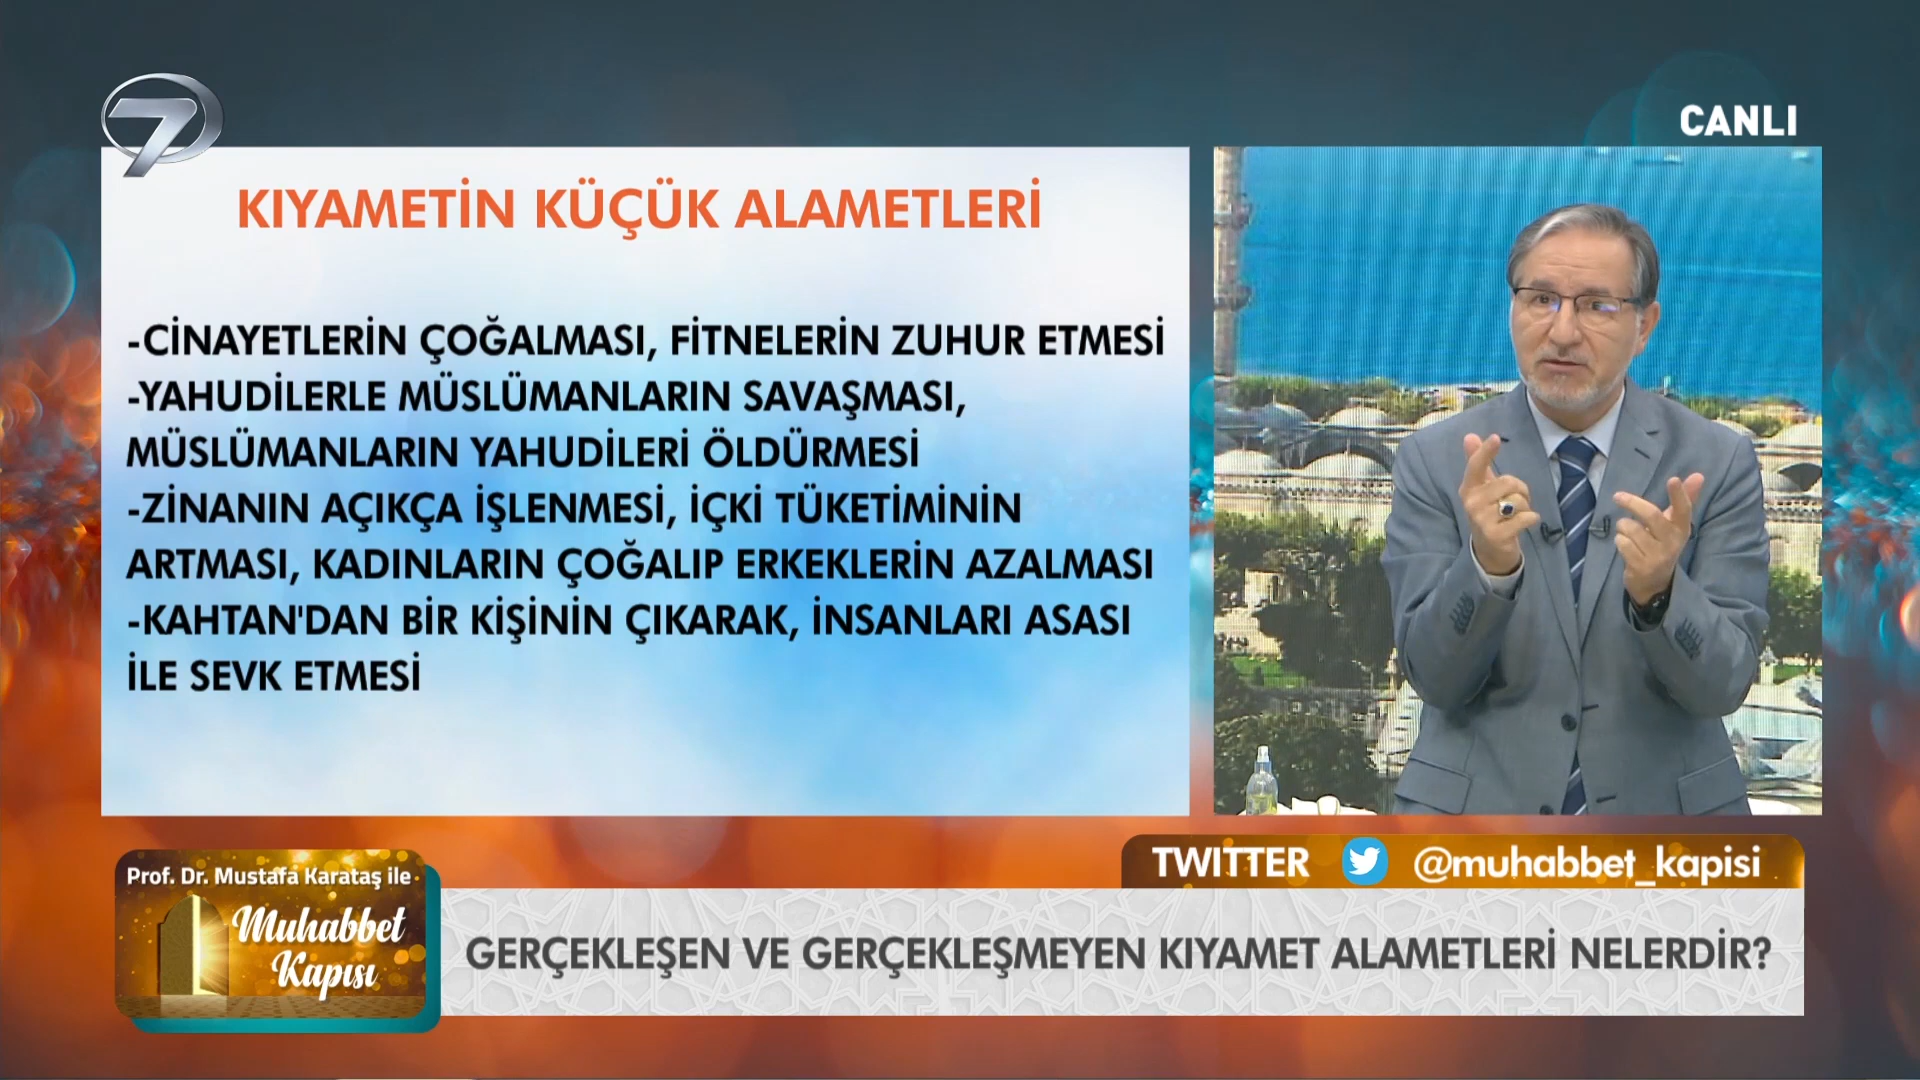 7
CANLI
KIYAMETİN KÜÇÜK ALAMETLERİ
-CİNAYETLERİN ÇOĞALMASI, FİTNELERİN ZUHUR ETMESİ
-YAHUDİLERLE MÜSLÜMANLARIN SAVAŞMASI,
MÜSLÜMANLARIN YAHUDİLERİ ÖLDÜRMESİ
-ZİNANIN AÇIKÇA İŞLENMESİ, İÇKİ TÜKETİMİNİN
ARTMASI, KADINLARIN ÇOĞALIP ERKEKLERİN AZALMASI
-KAHTAN'DAN BİR KİŞİNİN ÇIKARAK, İNSANLARI ASASI
İLE SEVK ETMESİ
TWITTER @muhabbet_kapisi
Prof. Dr. Mustafa Karataş ile
Muhabbet
Kapısı
GERÇEKLEŞEN VE GERÇEKLEŞMEYEN KIYAMET ALAMETLERİ NELERDİR?